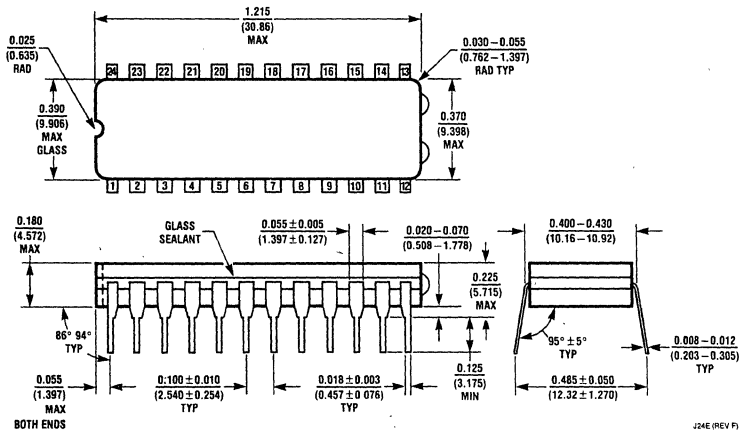 1.215
(30.86)
MAX
0.025
(0.635)
RAD
0.030–0.055
(0.762–1.397)
RAD TYP
24 23 22 21 20 19 18 17 16 15 14 13
0.390
(9.906)
MAX
GLASS
0.370
(9.398)
MAX
1 2 3 4 5 6 7 8 9 10 11 12
0.180
(4.572)
MAX
GLASS
SEALANT
0.055 ± 0.005
(1.397 ± 0.127)
0.020–0.070
(0.508–1.778)
0.400–0.430
(10.16–10.92)
0.225
(5.715)
MAX
86° 94°
TYP
95° ± 5°
TYP
0.008–0.012
(0.203–0.305)
TYP
0.125
(3.175)
MIN
0.055
(1.397)
MAX
BOTH ENDS
0.100 ± 0.010
(2.540 ± 0.254)
TYP
0.018 ± 0.003
(0.457 ± 0.076)
TYP
0.485 ± 0.050
(12.32 ± 1.270)
J24E (REV F)